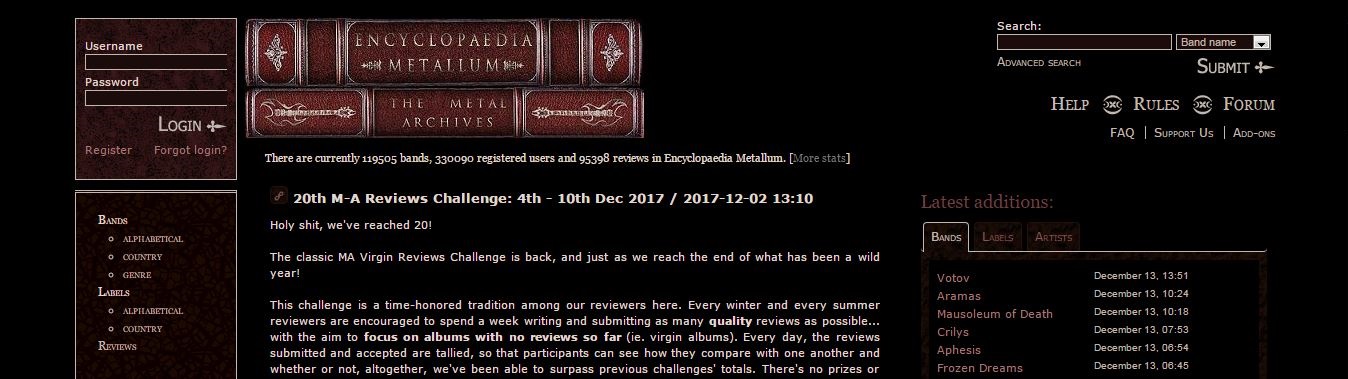 Username
Password
Login
Register Forgot login?
ENCYCLOPAEDIA
METALLUM
THE METAL
ARCHIVES
Search:
Band name
Advanced search
Submit
Help Rules Forum
FAQ | Support Us | Add-ons
There are currently 119505 bands, 330090 registered users and 95398 reviews in Encyclopaedia Metallum. [More stats]
Bands
alphabetical
country
genre
Labels
alphabetical
country
Reviews
20th M-A Reviews Challenge: 4th - 10th Dec 2017 / 2017-12-02 13:10
Holy shit, we've reached 20!
The classic MA Virgin Reviews Challenge is back, and just as we reach the end of what has been a wild
year!
This challenge is a time-honored tradition among our reviewers here. Every winter and every summer
reviewers are encouraged to spend a week writing and submitting as many quality reviews as possible...
with the aim to focus on albums with no reviews so far (ie. virgin albums). Every day, the reviews
submitted and accepted are tallied, so that participants can see how they compare with one another and
whether or not, altogether, we've been able to surpass previous challenges' totals. There's no prizes or
Latest additions:
Bands Labels Artists
Votov December 13, 13:51
Aramas December 13, 10:24
Mausoleum of Death December 13, 10:18
Crilys December 13, 07:53
Aphesis December 13, 06:54
Frozen Dreams December 13, 06:45